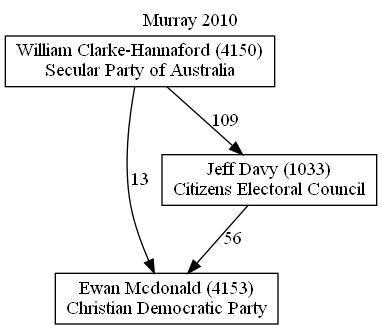 Murray 2010
William Clarke-Hannaford (4150)
Secular Party of Australia
109
Jeff Davy (1033)
Citizens Electoral Council
13
56
Ewan Mcdonald (4153)
Christian Democratic Party